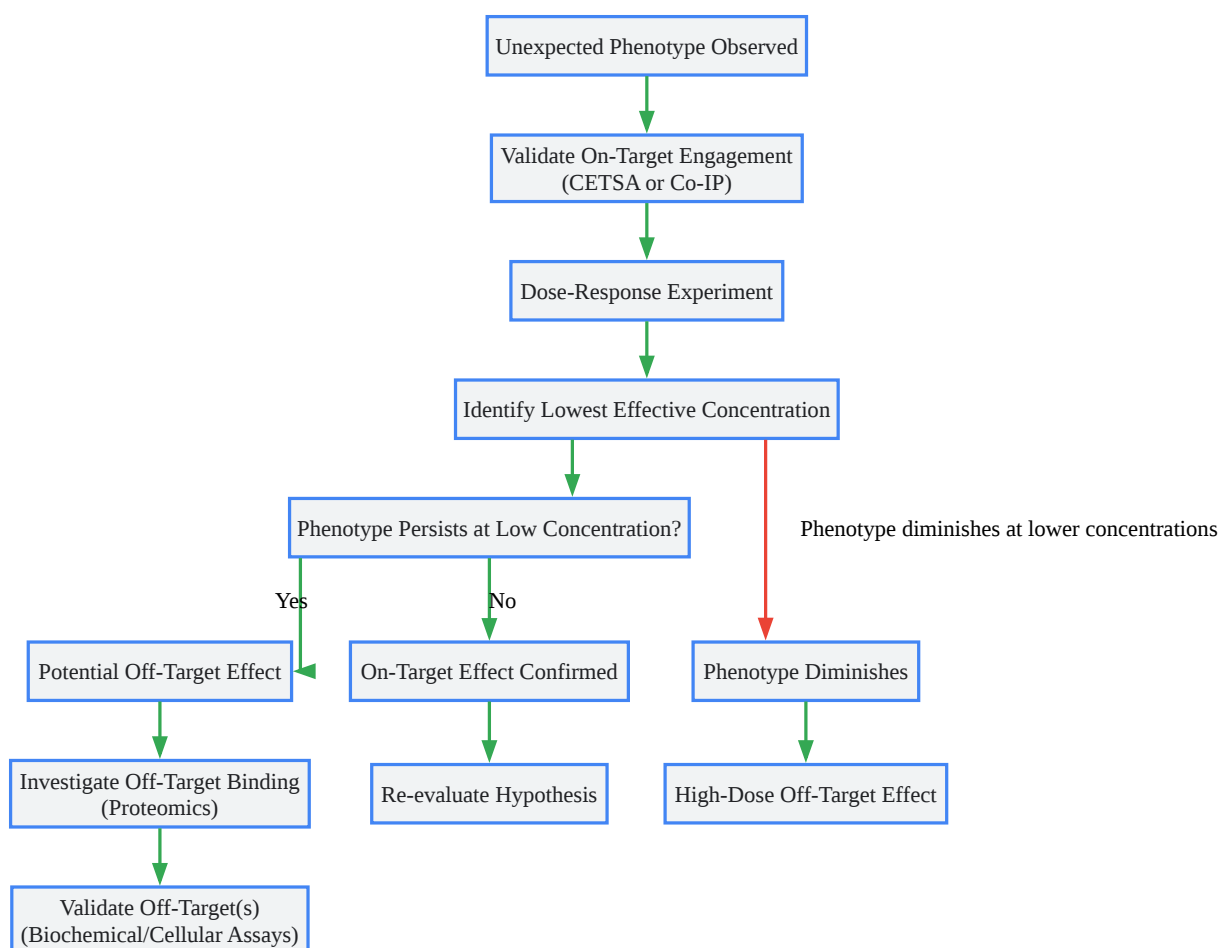 Unexpected Phenotype Observed
Validate On-Target Engagement
(CETSA or Co-IP)
Dose-Response Experiment
Identify Lowest Effective Concentration
Phenotype Persists at Low Concentration?
Phenotype diminishes at lower concentrations
Yes
No
Potential Off-Target Effect
On-Target Effect Confirmed
Phenotype Diminishes
Investigate Off-Target Binding
(Proteomics)
Re-evaluate Hypothesis
High-Dose Off-Target Effect
Validate Off-Target(s)
(Biochemical/Cellular Assays)